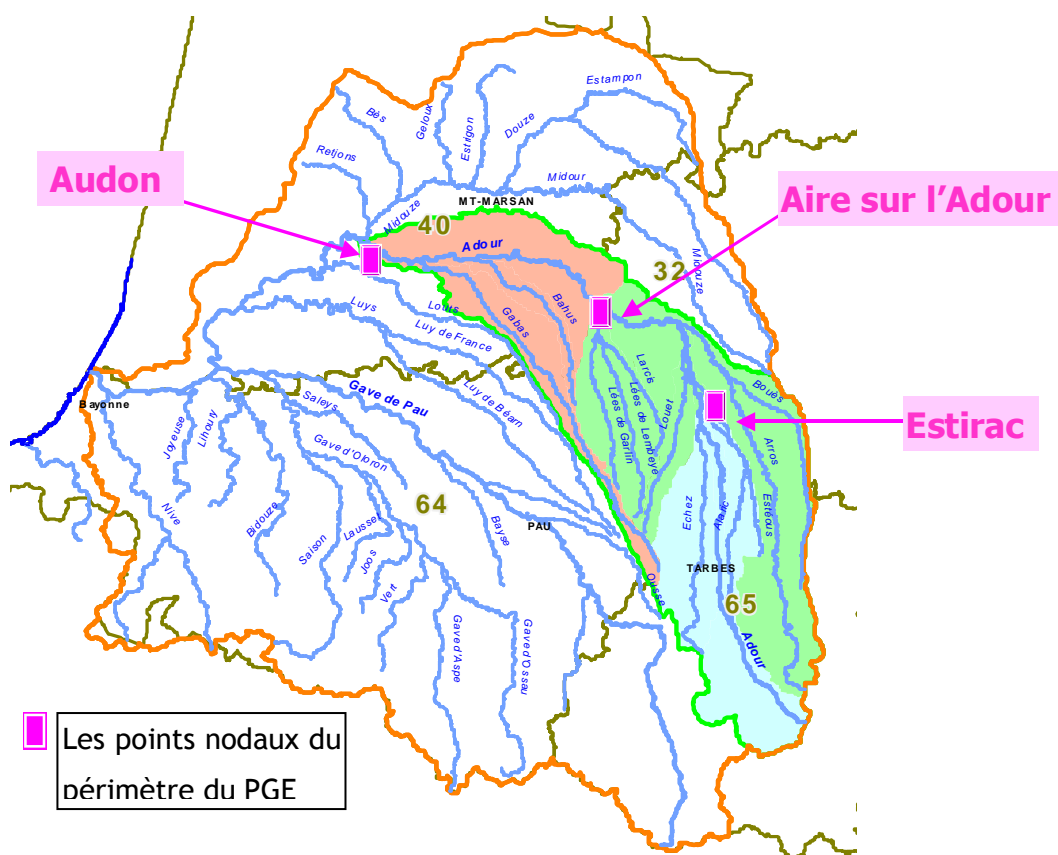 Estampon
Bès
Geloux
Estrigon
Douze
Retjons
Midour
Audon
Aire sur l'Adour
MT-MARSAN
Midouze
40
Adour
32
Midouze
Luys
Louts
Gabas
Bahus
Luy de France
Larcis
Lées de Lembeye
Lées de Garlin
Louet
Bouès
Bayonne
Gave de Pau
Luy de Béarn
Saleys
Estirac
Joyeuse
Lihoury
Gave d'Oloron
Arros
Nive
Bidouze
Saison
Lausset
Joos
Vert
64
Bayse
PAU
Echez
Alaric
Estéous
TARBES
Ousse
65
Adour
Gave d'Aspe
Gave d'Ossau
Les points nodaux du
périmètre du PGE